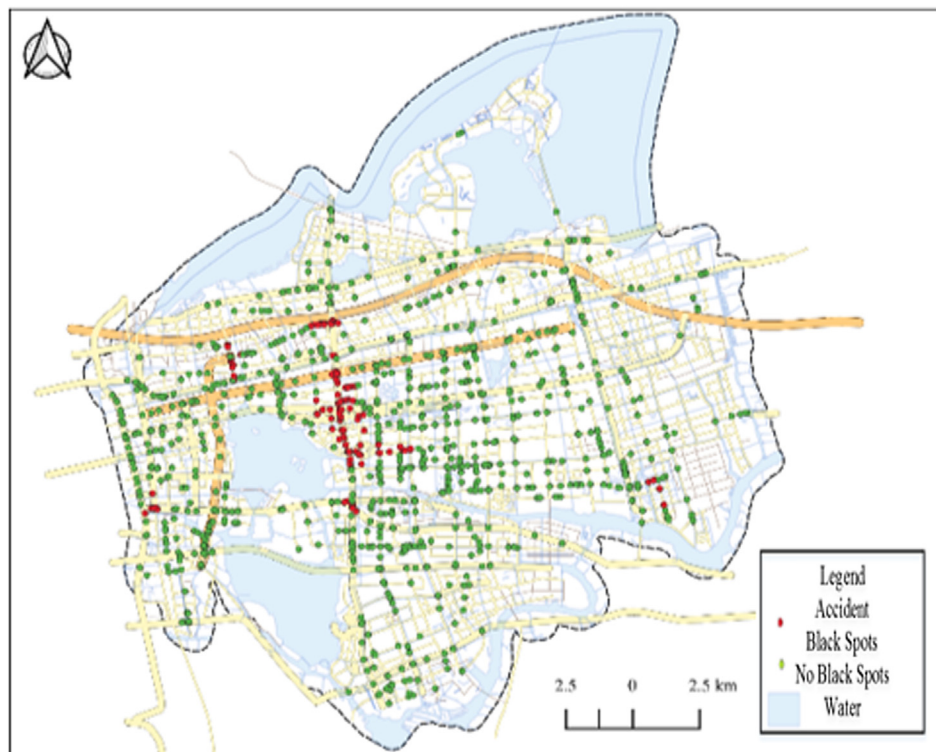 Legend
Accident
Black Spots
No Black Spots
Water
2.5 0 2.5 km